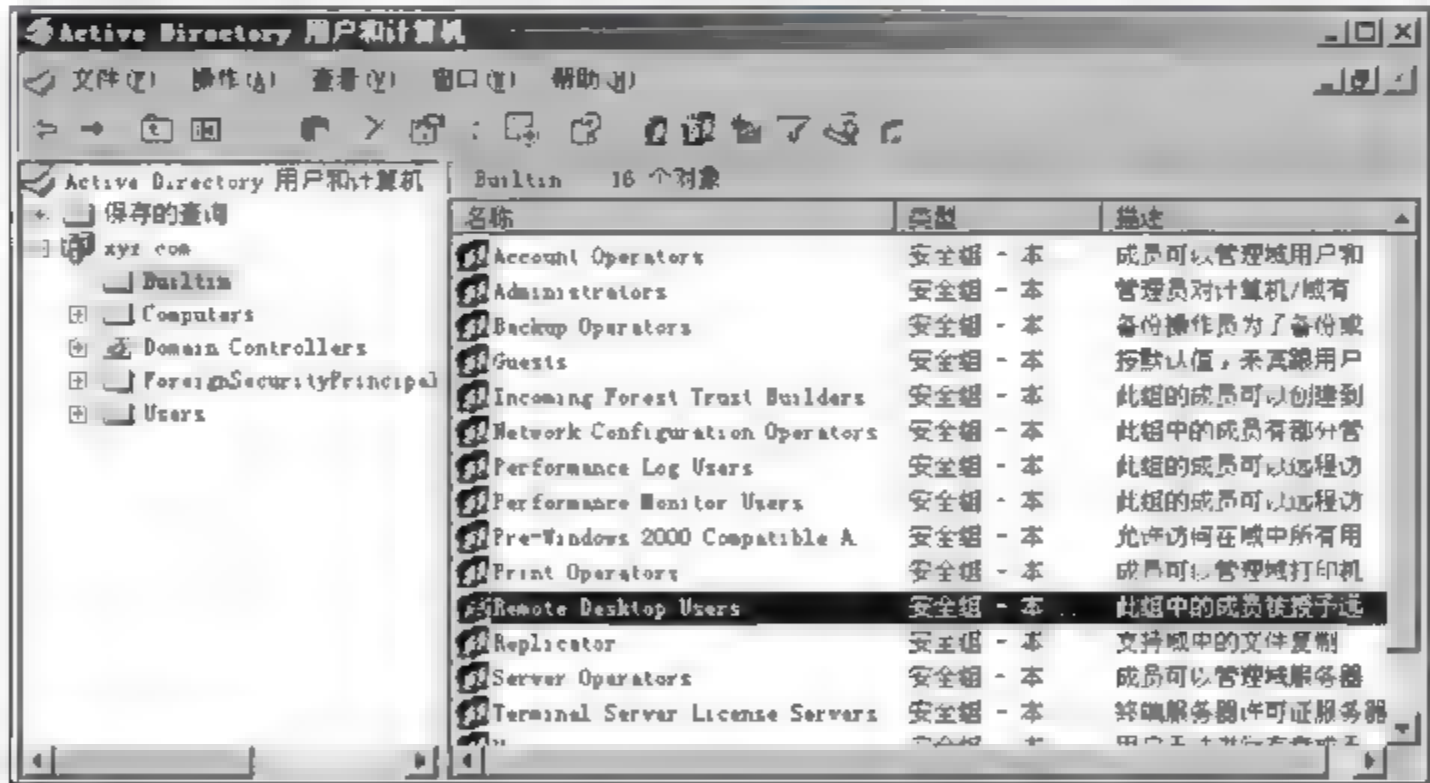 Active Directory 用户和计算机
文件(F) 操作(A) 查看(V) 窗口(W) 帮助(H)
Active Directory 用户和计算机
Builtin 16 个对象
保存的查询
xyz com
Builtin
Computers
Domain Controllers
ForeignSecurityPrincipal
Users
名称 类型 描述
Account Operators 安全组 - 本 成员可以管理域用户和
Administrators 安全组 - 本 管理员对计算机/域有
Backup Operators 安全组 - 本 备份操作员为了备份或
Guests 安全组 - 本 按默认值，来宾跟用户
Incoming Forest Trust Builders 安全组 - 本 此组的成员可以创建到
Network Configuration Operators 安全组 - 本 此组中的成员有部分管
Performance Log Users 安全组 - 本 此组的成员可以远程访
Performance Monitor Users 安全组 - 本 此组的成员可以远程访
Pre-Windows 2000 Compatible A 安全组 - 本 允许访问在域中所有用
Print Operators 安全组 - 本 成员可以管理域打印机
Remote Desktop Users 安全组 - 本 .. 此组中的成员被授予远
Replicator 安全组 - 本 支持域中的文件复制
Server Operators 安全组 - 本 成员可以管理域服务器
Terminal Server License Servers 安全组 - 本 终端服务器许可证服务器